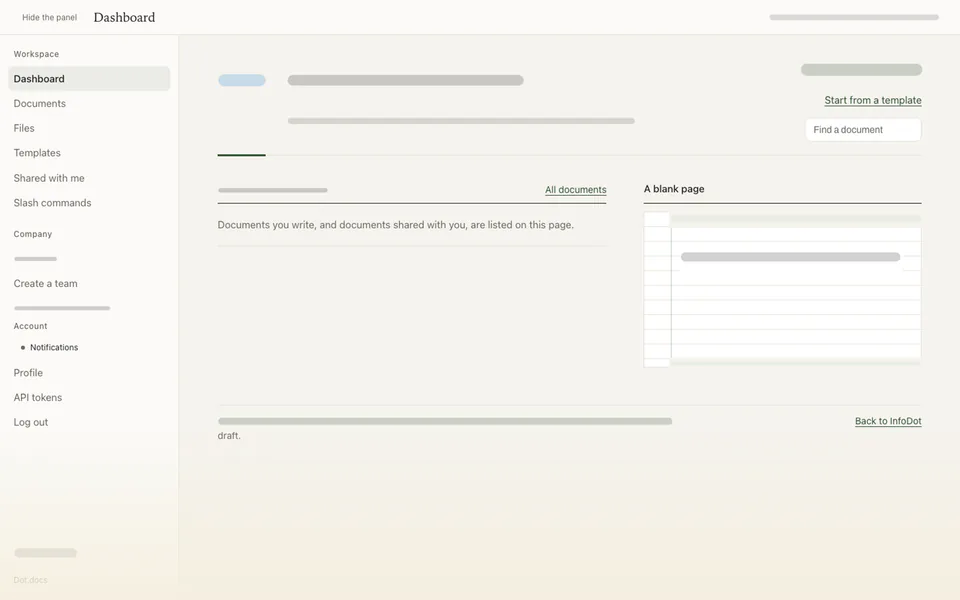 Hide the panel
Dashboard
Workspace
Dashboard
Documents
Files
Templates
Shared with me
Slash commands
Company
Create a team
Account
Notifications
Profile
API tokens
Log out
Dot.docs
Start from a template
Find a document
All documents
Documents you write, and documents shared with you, are listed on this page.
A blank page
draft.
Back to InfoDot